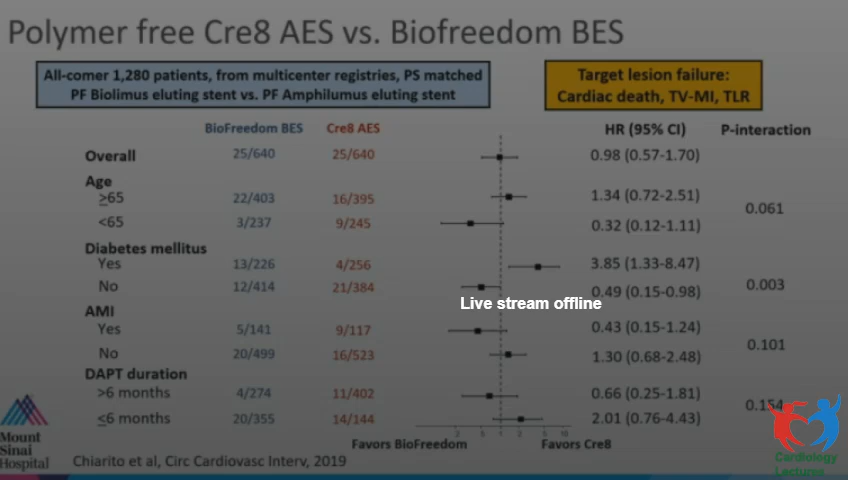 Polymer free Cre8 AES vs. Biofreedom BES
All-comer 1,280 patients, from multicenter registries, PS matched
PF Biolimus eluting stent vs. PF Amphilumus eluting stent
Target lesion failure:
Cardiac death, TV-MI, TLR
BioFreedom BES Cre8 AES HR (95% CI) P-interaction
Overall 25/640 25/640 0.98 (0.57-1.70)
Age
≥65 22/403 16/395 1.34 (0.72-2.51)
0.061
<65 3/237 9/245 0.32 (0.12-1.11)
Diabetes mellitus
Yes 13/226 4/256 3.85 (1.33-8.47)
0.003
No 12/414 21/384 0.49 (0.15-0.98)
Live stream offline
AMI
Yes 5/141 9/117 0.43 (0.15-1.24)
0.101
No 20/499 16/523 1.30 (0.68-2.48)
DAPT duration
>6 months 4/274 11/402 0.66 (0.25-1.81)
0.154
≤6 months 20/355 14/144 2.01 (0.76-4.43)
Favors BioFreedom Favors Cre8
Mount
Sinai
Hospital
Chiarito et al, Circ Cardiovasc Interv, 2019
Cardiology
Lectures